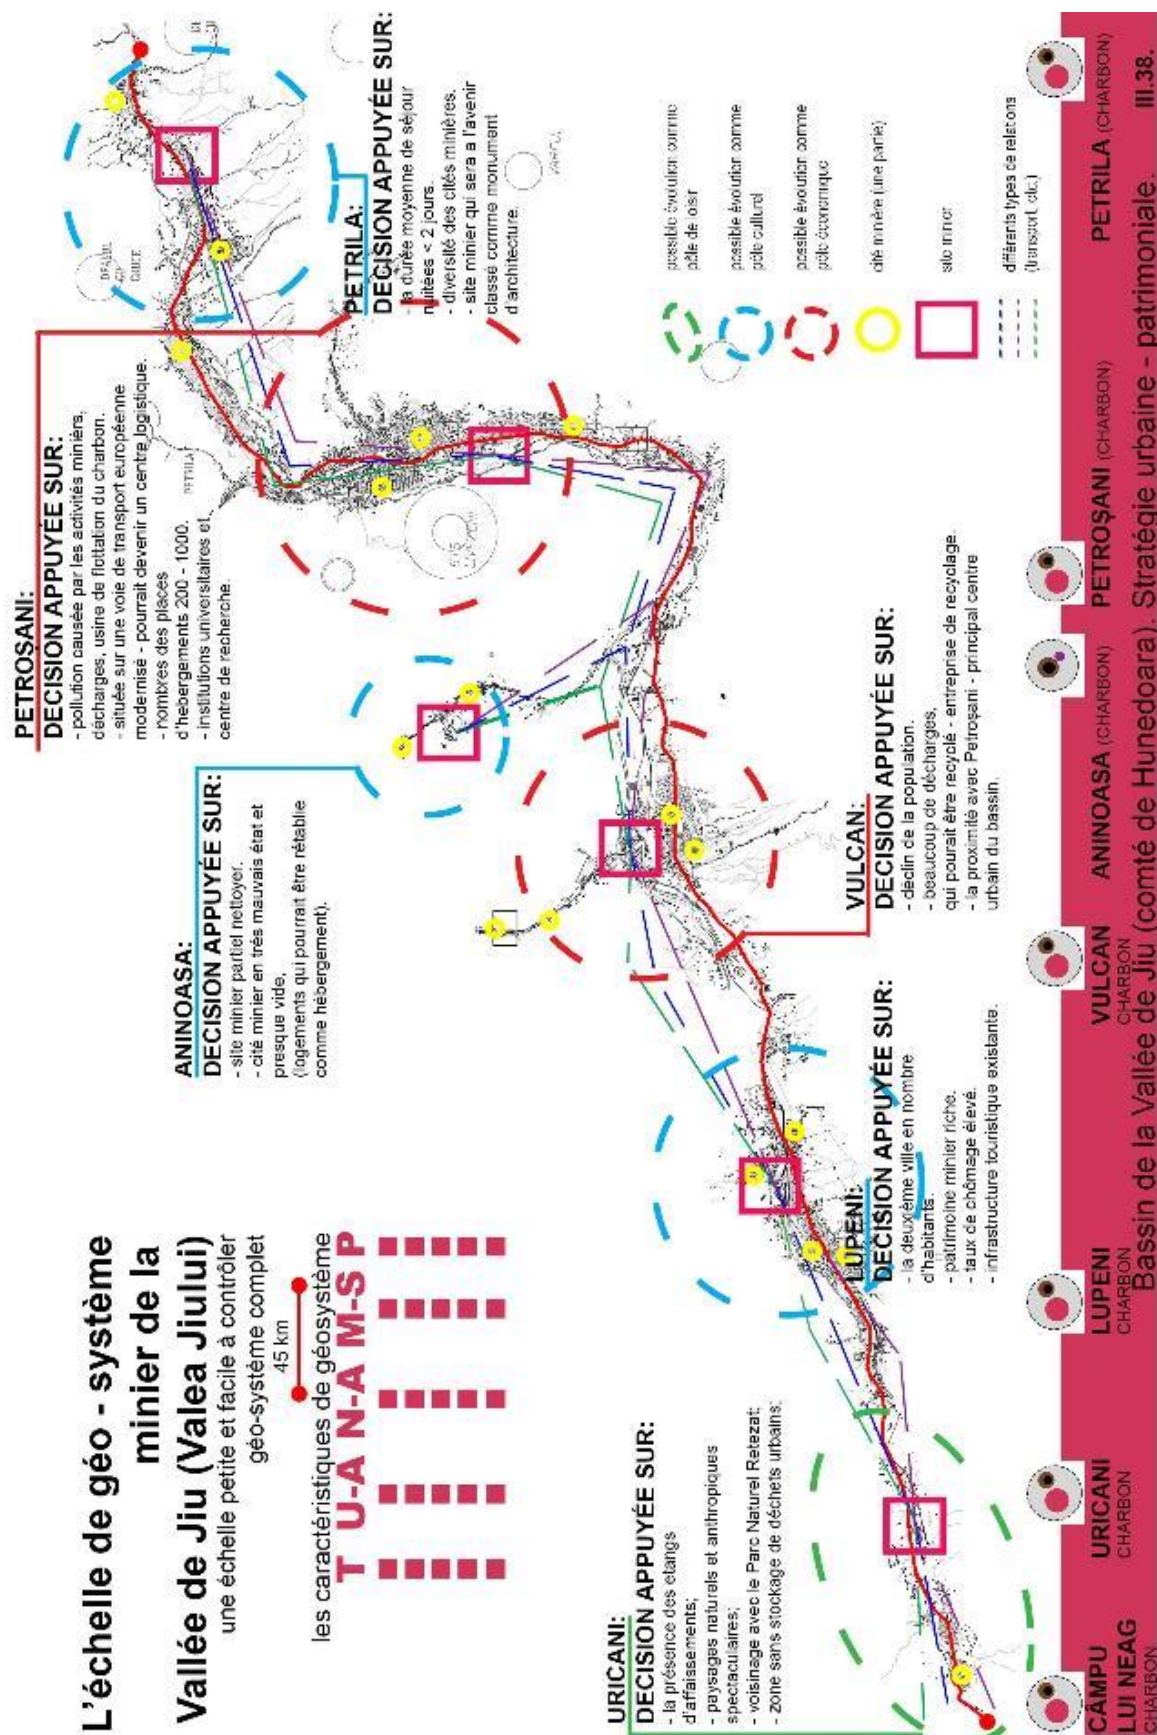 L'échelle de géo - système
minier de la
Vallée de Jiu (Valea Jiului)
une échelle petite et facile à contrôler
géo-système complet
45 km
les caractéristiques de géosystème
T U-A N-A M-S P
PETROȘANI:
DECISION APPUYÉE SUR:
- pollution causée par les activités miniers,
décharges, usine de flottation du charbon.
- située sur une voie de transport européenne
modernisé - pourrait devenir un centre logistique.
- nombres des places
d'hébergements 200 - 1000.
- institutions universitaires et
centre de recherche.
PETRILA:
DECISION APPUYÉE SUR:
- la durée moyenne de séjour
nuitées < 2 jours.
- diversité des cités minières.
- site minier qui sera a l'avenir
classé comme monument
d'architecture.
ANINOASA:
DECISION APPUYÉE SUR:
- site minier partiel nettoyer.
- cité minier en très mauvais état et
presque vide,
(logements qui pourrait être rétablie
comme hébergement).
VULCAN:
DECISION APPUYÉE SUR:
- déclin de la population.
- beaucoup de décharges,
qui pourait être recyclé - entreprise de recyclage.
- la proximité avec Petroșani - principal centre
urbain du bassin.
LUPENI:
DECISION APPUYÉE SUR:
- la deuxième ville en nombre
d'habitants.
- patrimoine minier riche.
- taux de chômage élevé.
- infrastructure touristique existante.
URICANI:
DECISION APPUYÉE SUR:
- la présence des etangs
d'affaissements;
- paysages naturels et anthropiques
spectaculaires;
- voisinage avec le Parc Naturel Retezat;
- zone sans stockage de déchets urbains;
possible évolution comme
pôle de loisir
possible évolution comme
pôle culturel
possible évolution comme
pôle économique
cité minière (une partie)
site minier
différents types de relations
(transport, etc.)
PETRILA
CÂMPU
LUI NEAG
CHARBON
URICANI
CHARBON
LUPENI
CHARBON
VULCAN
CHARBON
ANINOASA (CHARBON)
PETROȘANI (CHARBON)
PETRILA (CHARBON)
Bassin de la Vallée de Jiu (comté de Hunedoara). Stratégie urbaine - patrimoniale. III.38.